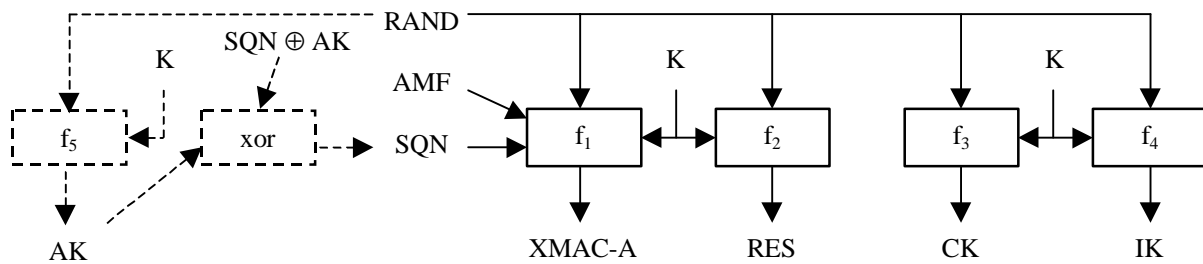 RAND
SQN ⊕ AK
K
K
K
AMF
f5
xor
SQN
f1
f2
f3
f4
AK
XMAC-A
RES
CK
IK